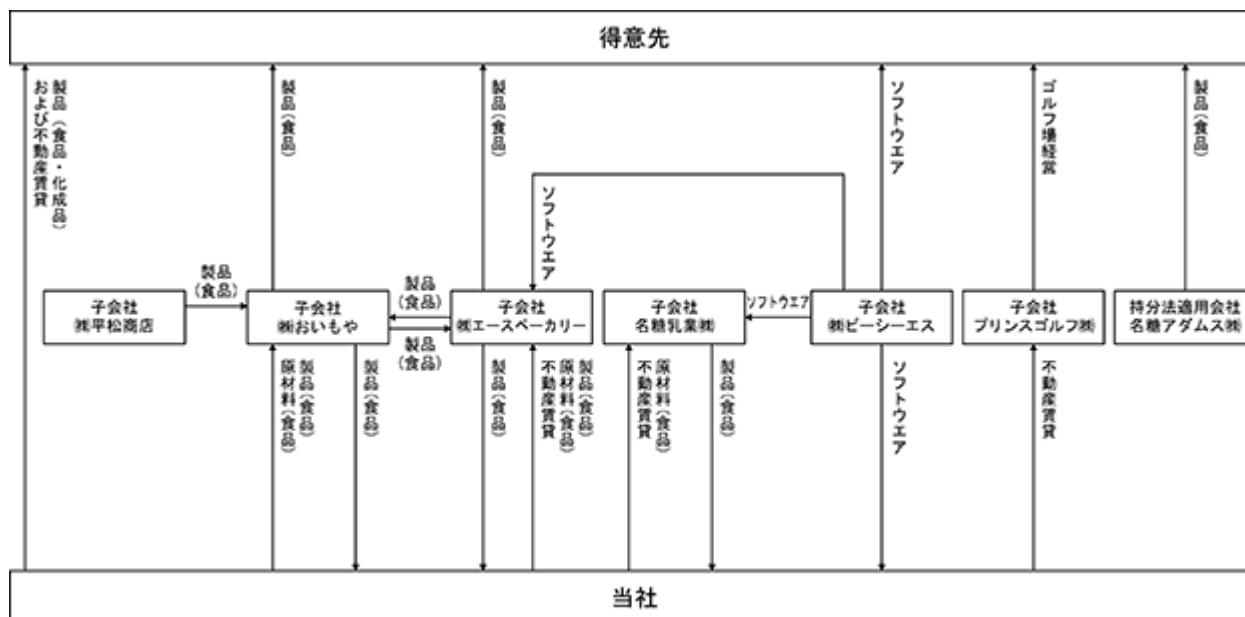 得意先
製品（食品・化成品）
および不動産賃貸
製品（食品）
製品（食品）
ソフトウエア
ゴルフ場経営
製品（食品）
ソフトウエア
製品
（食品）
製品
（食品）
製品
（食品）
ソフトウエア
子会社
㈱平松商店
子会社
㈱おいもや
子会社
㈱エースベーカリー
子会社
名糖乳業㈱
子会社
㈱ピーシーエス
子会社
プリンスゴルフ㈱
持分法適用会社
名糖アダムス㈱
製品（食品）
原材料（食品）
製品（食品）
製品（食品）
製品（食品）
原材料（食品）
不動産賃貸
原材料（食品）
不動産賃貸
製品（食品）
ソフトウエア
不動産賃貸
当社